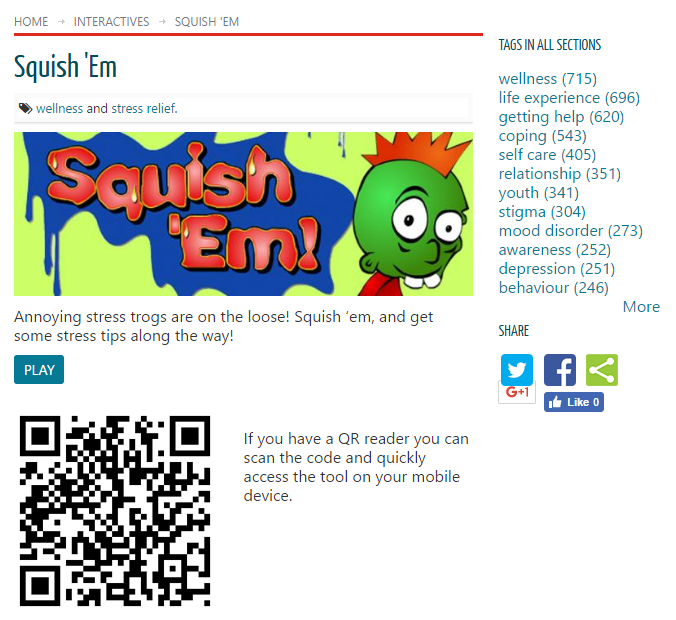 HOME → INTERACTIVES → SQUISH 'EM
Squish 'Em
wellness and stress relief.
Squish
'Em!
Annoying stress trogs are on the loose! Squish ‘em, and get
some stress tips along the way!
PLAY
If you have a QR reader you can
scan the code and quickly
access the tool on your mobile
device.
TAGS IN ALL SECTIONS
wellness (715)
life experience (696)
getting help (620)
coping (543)
self care (405)
relationship (351)
youth (341)
stigma (304)
mood disorder (273)
awareness (252)
depression (251)
behaviour (246)
More
SHARE
G+1
Like 0